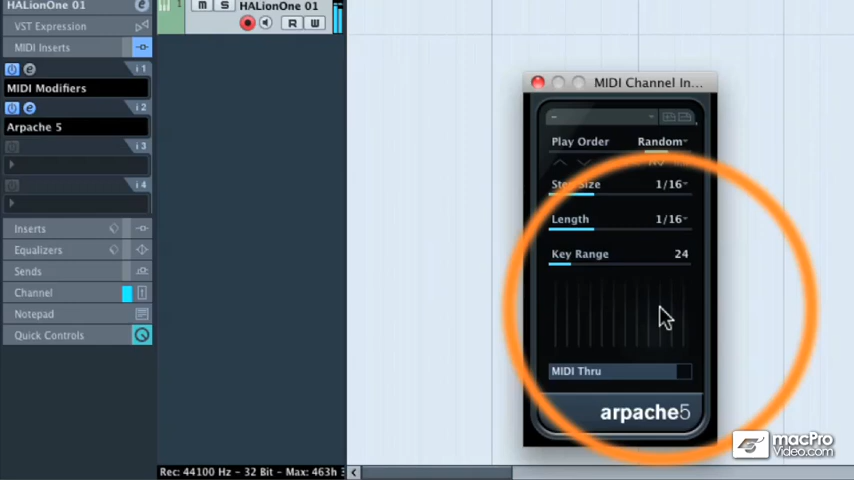 HALionOne 01
VST Expression
MIDI Inserts
i 1
MIDI Modifiers
i 2
Arpache 5
i 3
i 4
Inserts
Equalizers
Sends
Channel
Notepad
Quick Controls
1
m S HALionOne 01
R W
MIDI Channel In...
Play Order Random
Step Size 1/16
Length 1/16
Key Range 24
MIDI Thru
arpache5
Rec: 44100 Hz - 32 Bit - Max: 463h
macPro
Video.com